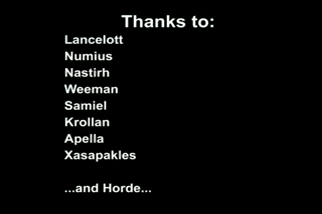 Thanks to:
Lancelott
Numius
Nastirh
Weeman
Samiel
Krollan
Apella
Xasapakles
...and Horde...